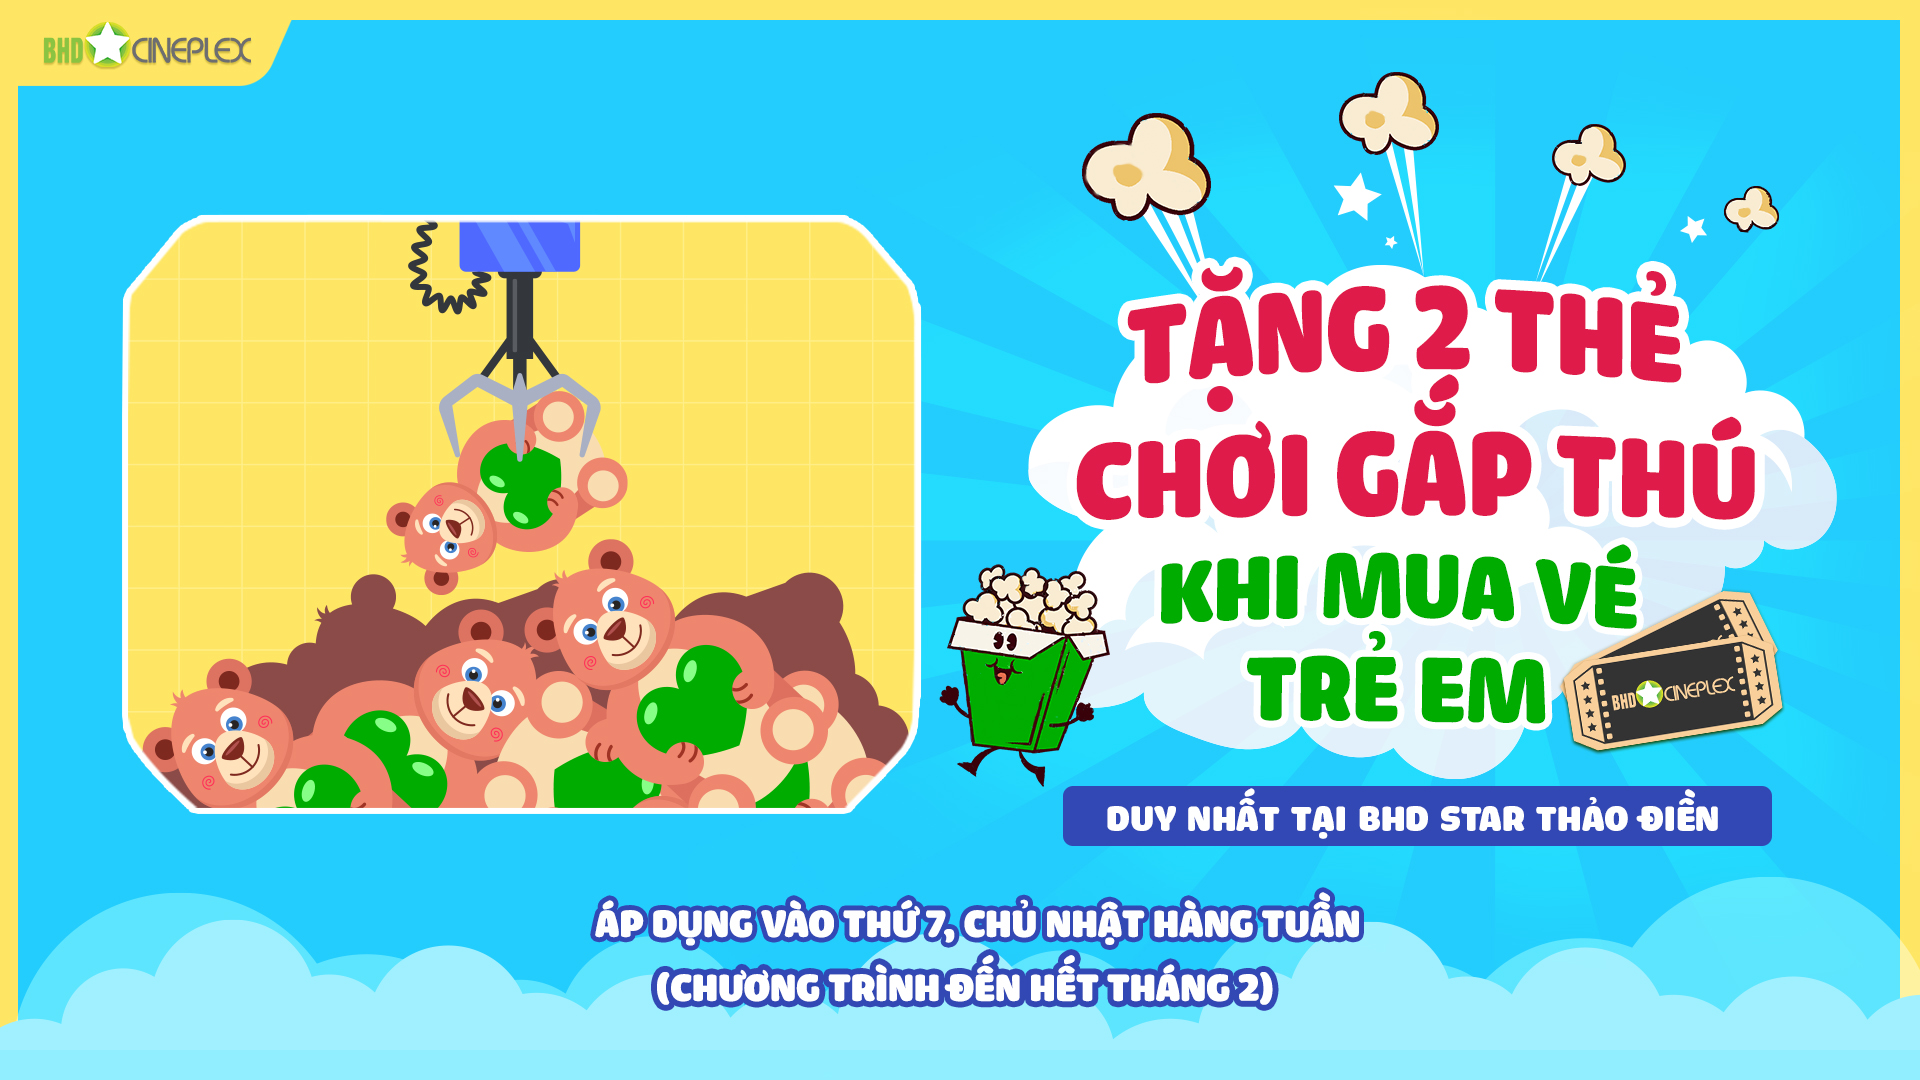 BHD CINEPLEX
TẶNG 2 THẺ
CHƠI GẮP THÚ
KHI MUA VÉ
TRẺ EM
BHD CINEPLEX
DUY NHẤT TẠI BHD STAR THẢO ĐIỀN
ÁP DỤNG VÀO THỨ 7, CHỦ NHẬT HÀNG TUẦN
(CHƯƠNG TRÌNH ĐẾN HẾT THÁNG 2)